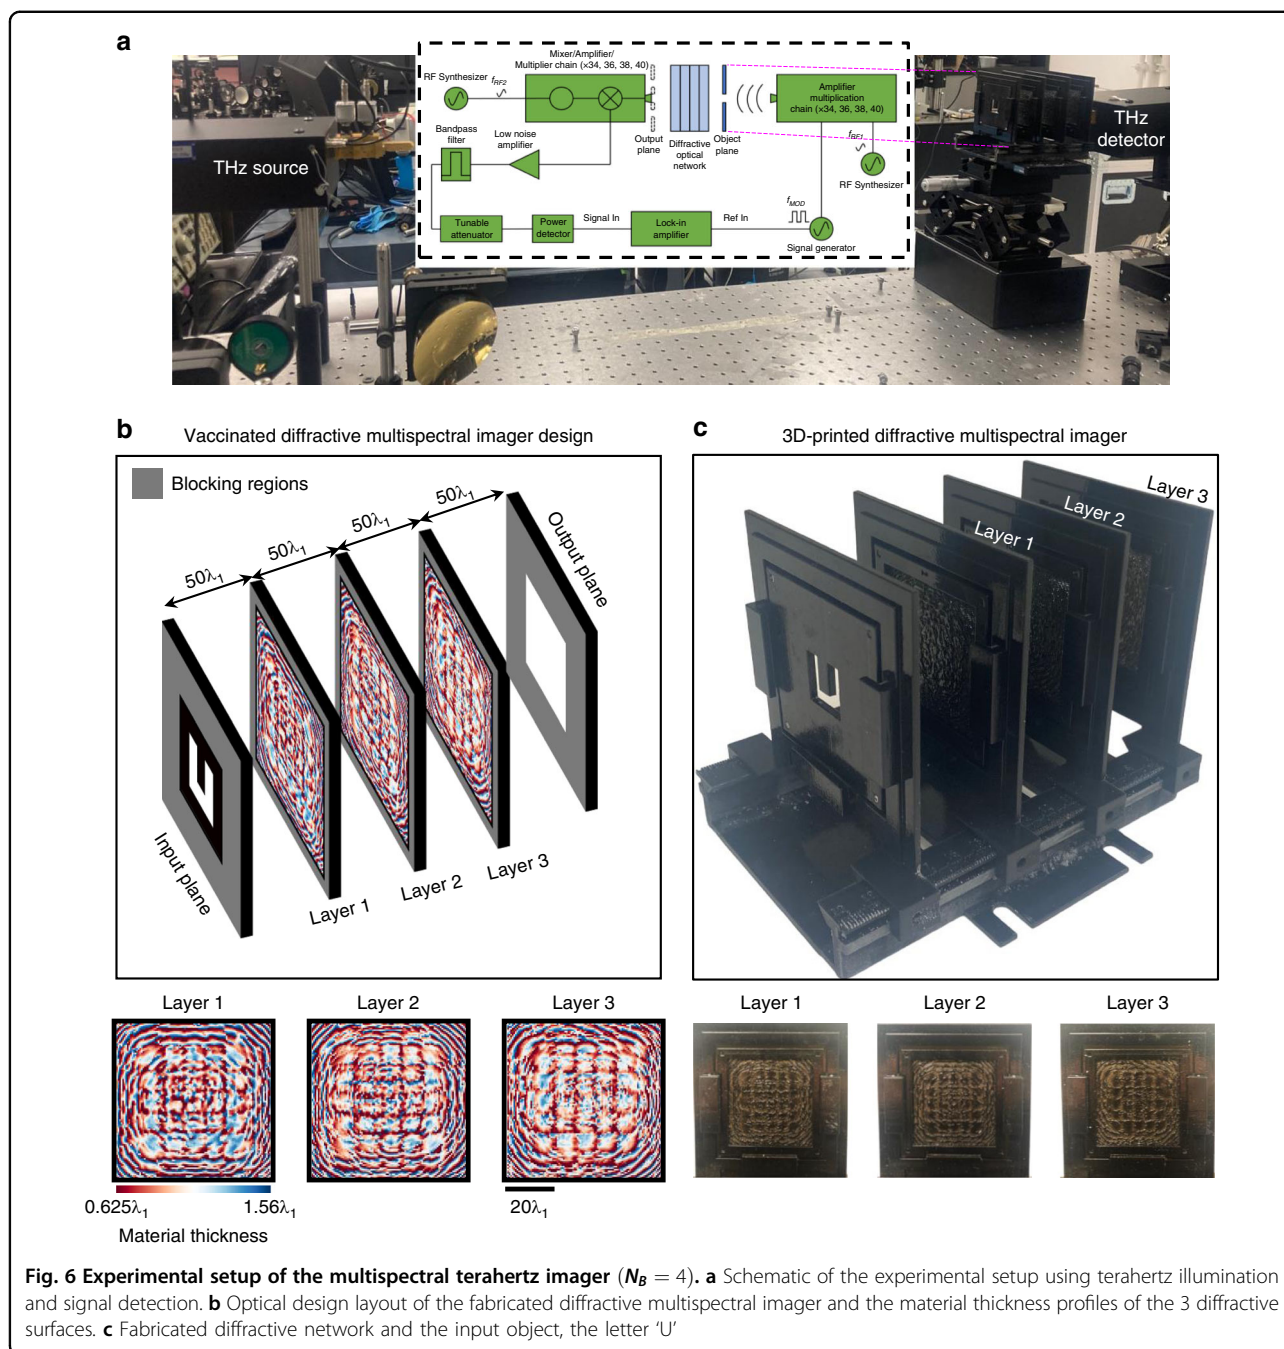 a
Mixer/Amplifier/
Multiplier chain (×34, 36, 38, 40)
RF Synthesizer
f_RF2
Amplifier
multiplication
chain (×34, 36, 38, 40)
Bandpass
filter
Low noise
amplifier
Output
plane
Diffractive
optical
network
Object
plane
f_RF1
RF Synthesizer
THz source
THz
detector
f_MOD
Tunable
attenuator
Power
detector
Signal In
Lock-in
amplifier
Ref In
Signal generator
b Vaccinated diffractive multispectral imager design
Blocking regions
50λ₁
50λ₁
50λ₁
50λ₁
Output plane
Input plane
Layer 1
Layer 2
Layer 3
c 3D-printed diffractive multispectral imager
Layer 3
Layer 2
Layer 1
Layer 1 Layer 2 Layer 3
0.625λ₁ 1.56λ₁
Material thickness
20λ₁
Layer 1 Layer 2 Layer 3
Fig. 6 Experimental setup of the multispectral terahertz imager (N_B = 4). a Schematic of the experimental setup using terahertz illumination
and signal detection. b Optical design layout of the fabricated diffractive multispectral imager and the material thickness profiles of the 3 diffractive
surfaces. c Fabricated diffractive network and the input object, the letter ‘U’